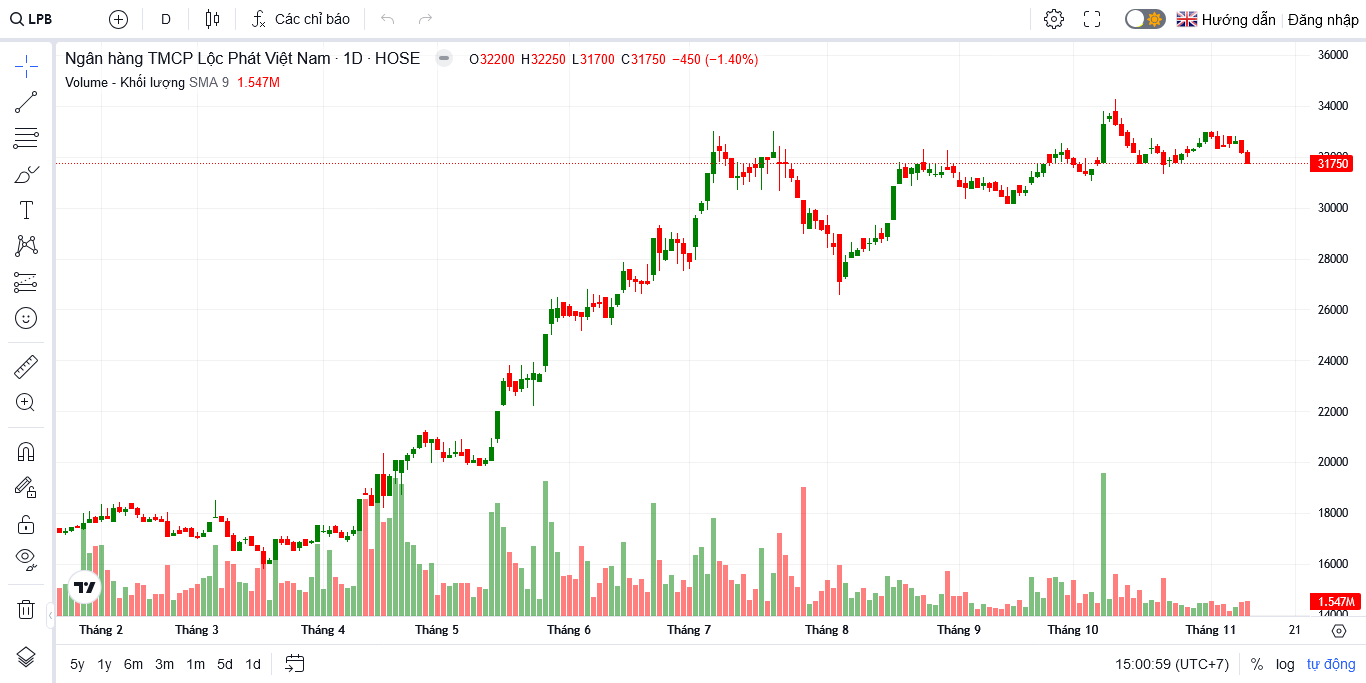 LPB D Các chỉ báo Hướng dẫn Đăng nhập
Ngân hàng TMCP Lộc Phát Việt Nam · 1D · HOSE O32200 H32250 L31700 C31750 −450 (−1.40%)
Volume - Khối lượng SMA 9 1.547M
36000
34000
32000
31750
30000
28000
26000
24000
22000
20000
18000
16000
1.547M
14000
Tháng 2 Tháng 3 Tháng 4 Tháng 5 Tháng 6 Tháng 7 Tháng 8 Tháng 9 Tháng 10 Tháng 11 21
5y 1y 6m 3m 1m 5d 1d 15:00:59 (UTC+7) % log tự động